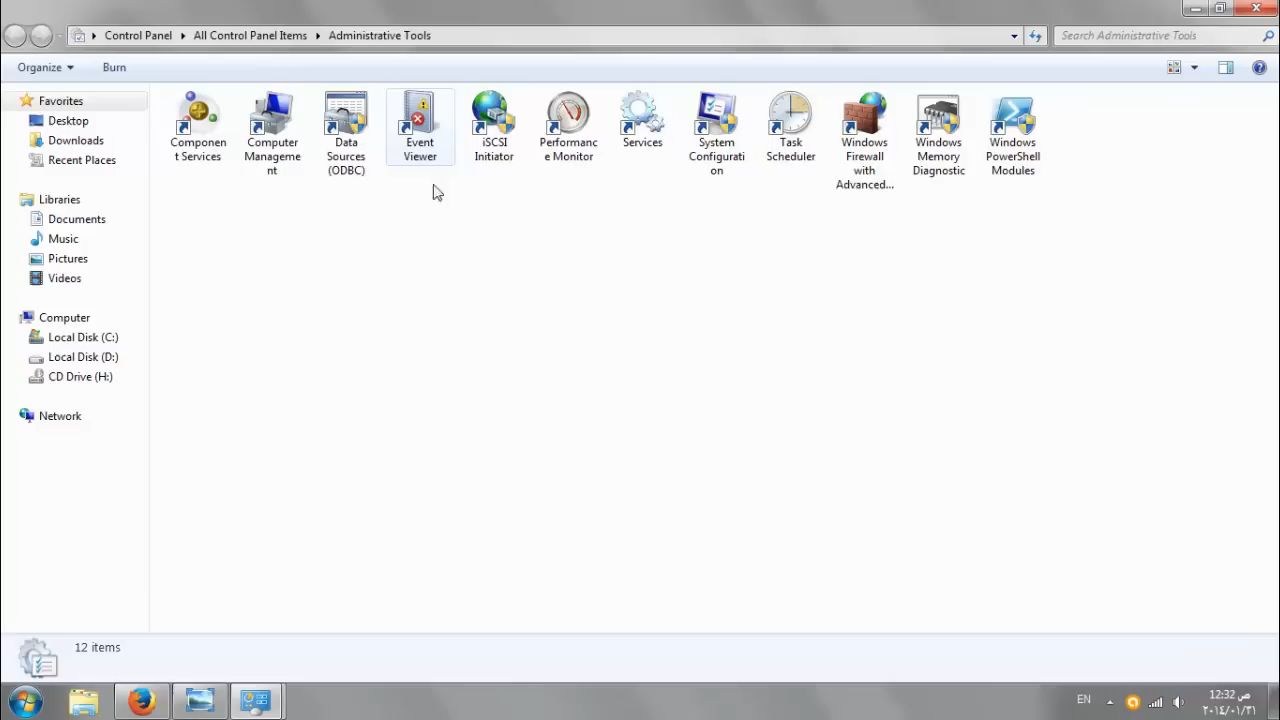 Control Panel
All Control Panel Items
Administrative Tools
Search Administrative Tools
Organize
Burn
Favorites
Desktop
Downloads
Recent Places
Libraries
Documents
Music
Pictures
Videos
Computer
Local Disk (C:)
Local Disk (D:)
CD Drive (H:)
Network
Componen
t Services
Computer
Manageme
nt
Data
Sources
(ODBC)
Event
Viewer
iSCSI
Initiator
Performanc
e Monitor
Services
System
Configurati
on
Task
Scheduler
Windows
Firewall
with
Advanced...
Windows
Memory
Diagnostic
Windows
PowerShell
Modules
12 items
EN
12:32 ص
٢٠١٤/٠١/٣١